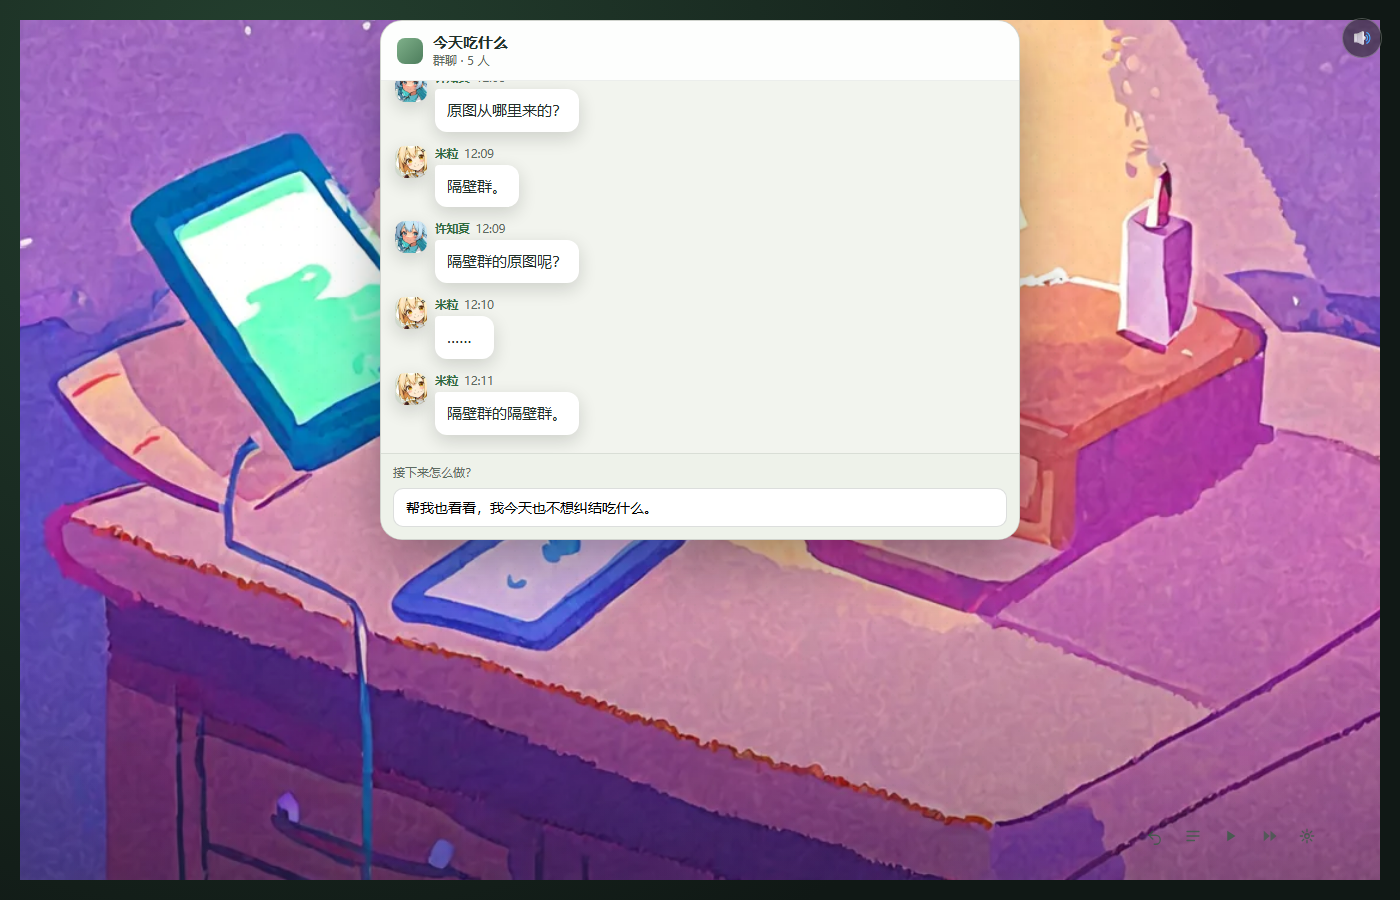 今天吃什么
群聊 · 5 人
原图从哪里来的？
米粒 12:09
隔壁群。
许知夏 12:09
隔壁群的原图呢？
米粒 12:10
……
米粒 12:11
隔壁群的隔壁群。
接下来怎么做？
帮我也看看，我今天也不想纠结吃什么。